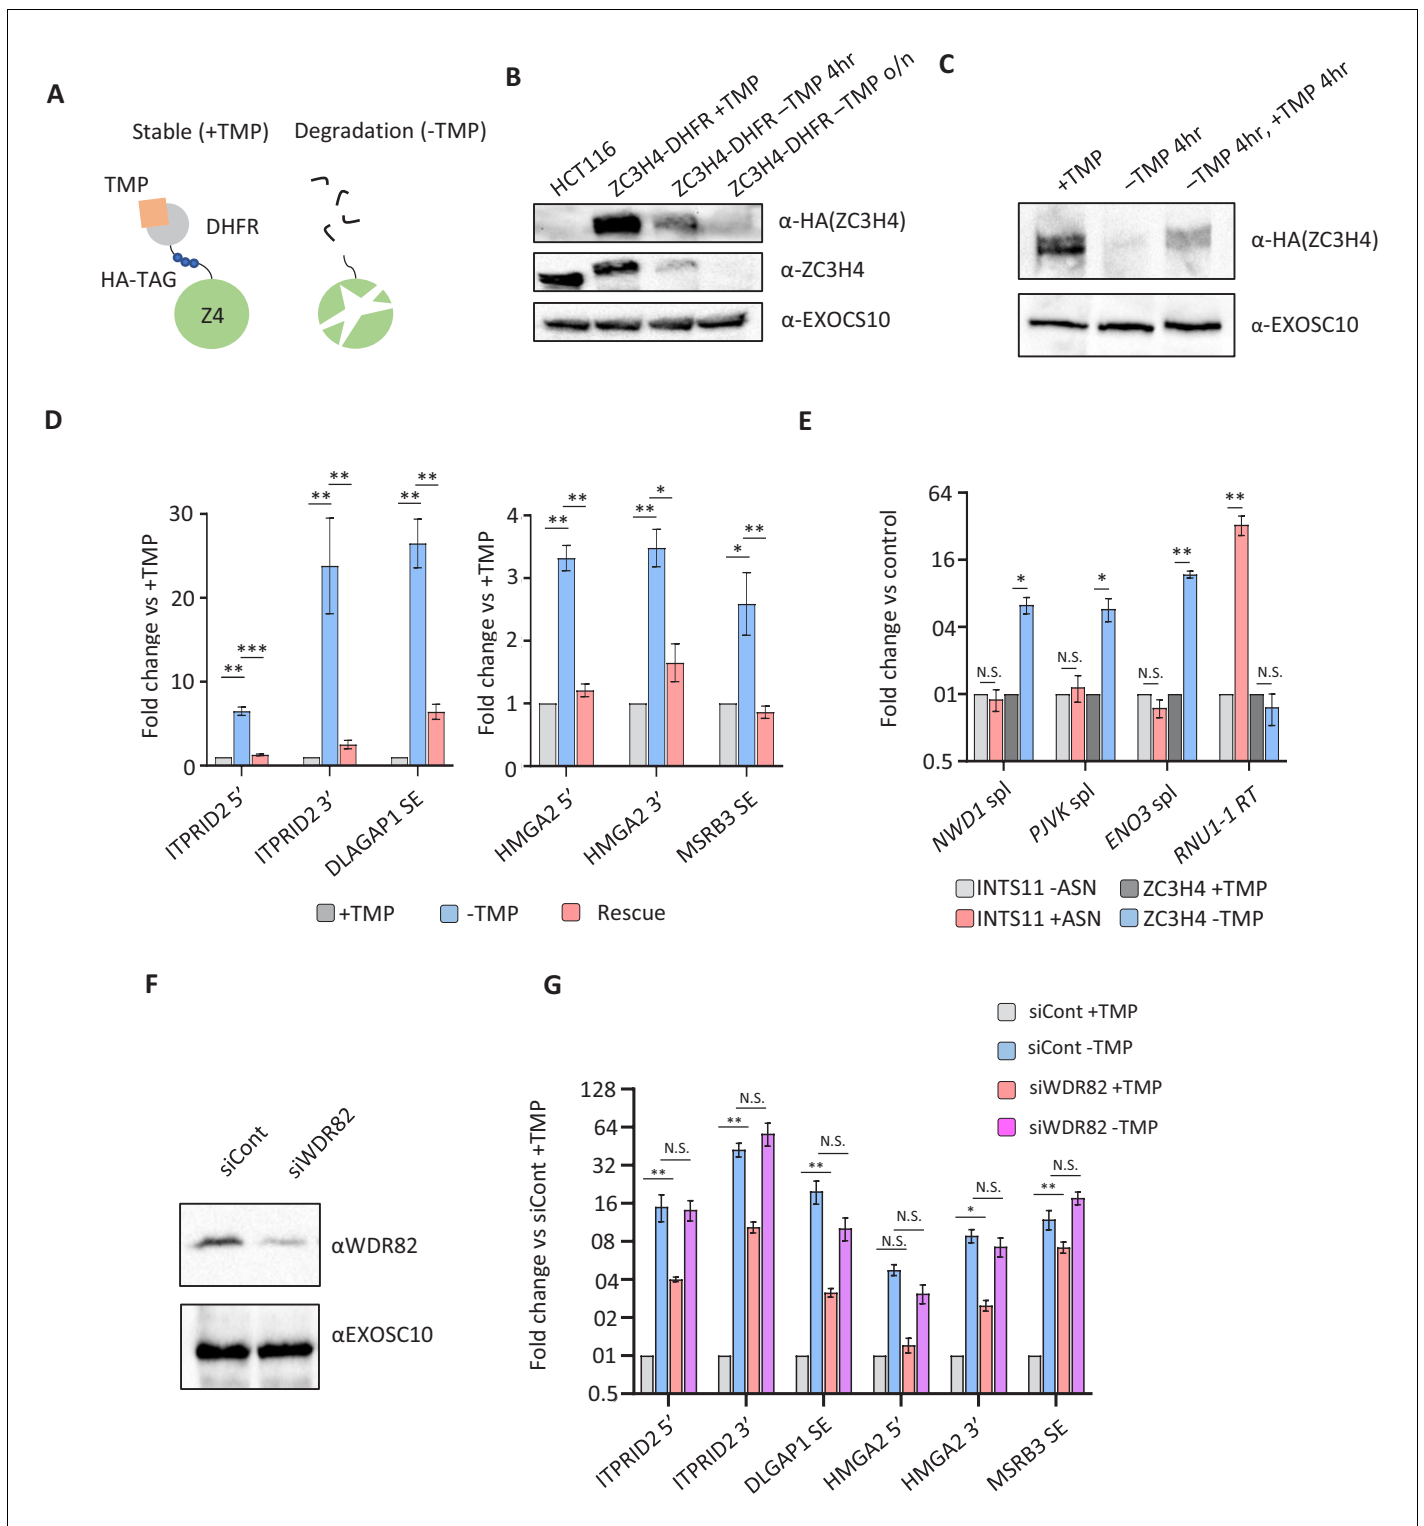 A
Stable (+TMP)
Degradation (-TMP)
TMP
DHFR
HA-TAG
Z4
B
HCT116
ZC3H4-DHFR +TMP
ZC3H4-DHFR –TMP 4hr
ZC3H4-DHFR –TMP o/n
α-HA(ZC3H4)
α-ZC3H4
α-EXOCS10
C
+TMP
–TMP 4hr
–TMP 4hr, +TMP 4hr
α-HA(ZC3H4)
α-EXOSC10
D
Fold change vs +TMP
30
20
10
0
** ***
** **
** **
ITPRID2 5’
ITPRID2 3’
DLAGAP1 SE
Fold change vs +TMP
4
3
2
1
0
** **
** *
* **
HMGA2 5’
HMGA2 3’
MSRB3 SE
+TMP
-TMP
Rescue
E
Fold change vs control
64
16
04
01
0.5
N.S. *
N.S. *
N.S. **
** N.S.
NWD1 spl
PJVK spl
ENO3 spl
RNU1-1 RT
INTS11 -ASN
ZC3H4 +TMP
INTS11 +ASN
ZC3H4 -TMP
F
siCont
siWDR82
αWDR82
αEXOSC10
G
siCont +TMP
siCont -TMP
siWDR82 +TMP
siWDR82 -TMP
Fold change vs siCont +TMP
128
64
32
16
08
04
02
01
0.5
** N.S.
** N.S.
** N.S.
N.S. N.S.
* N.S.
** N.S.
ITPRID2 5’
ITPRID2 3’
DLGAP1 SE
HMGA2 5’
HMGA2 3’
MSRB3 SE